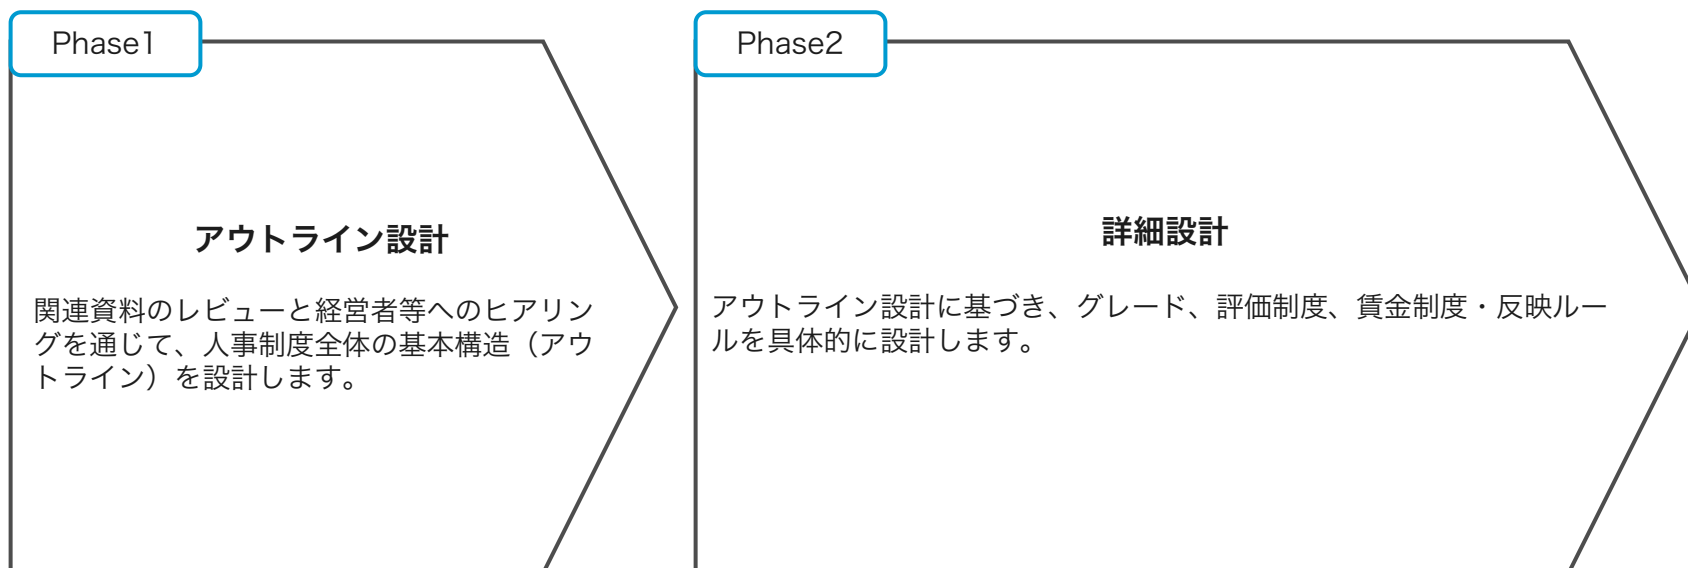 Phase1
アウトライン設計
関連資料のレビューと経営者等へのヒアリン
グを通じて、人事制度全体の基本構造（アウ
トライン）を設計します。
Phase2
詳細設計
アウトライン設計に基づき、グレード、評価制度、賃金制度・反映ルー
ルを具体的に設計します。